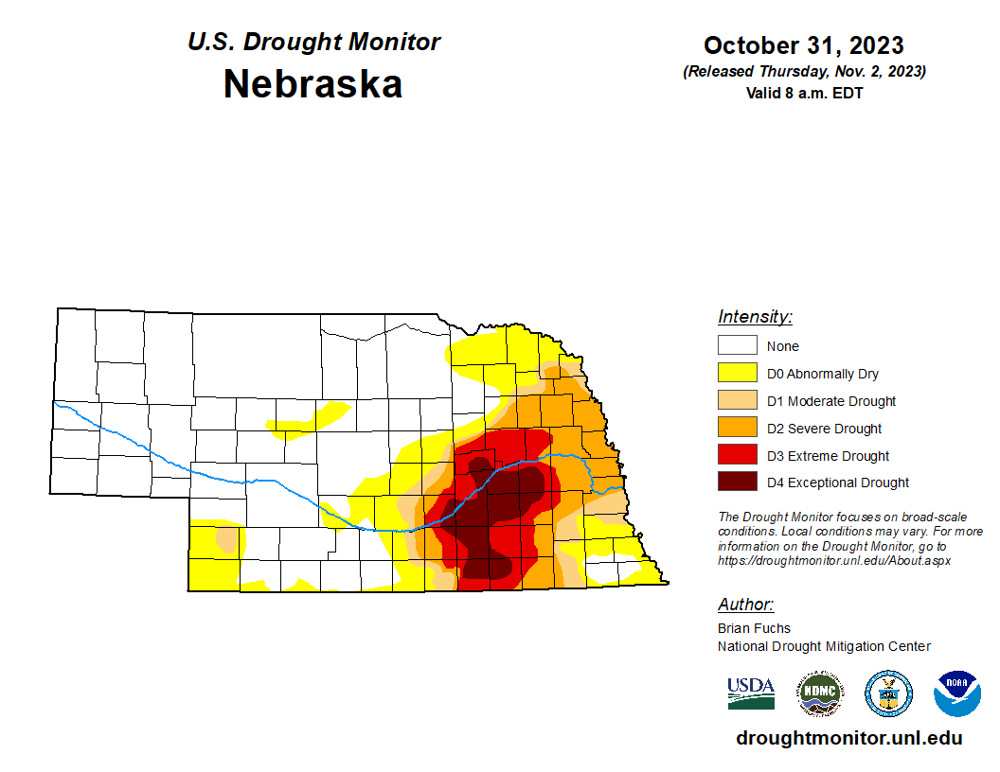 U.S. Drought Monitor
Nebraska
October 31, 2023
(Released Thursday, Nov. 2, 2023)
Valid 8 a.m. EDT
Intensity:
None
D0 Abnormally Dry
D1 Moderate Drought
D2 Severe Drought
D3 Extreme Drought
D4 Exceptional Drought
The Drought Monitor focuses on broad-scale
conditions. Local conditions may vary. For more
information on the Drought Monitor, go to
https://droughtmonitor.unl.edu/About.aspx
Author:
Brian Fuchs
National Drought Mitigation Center
USDA
NDMC
NOAA
droughtmonitor.unl.edu